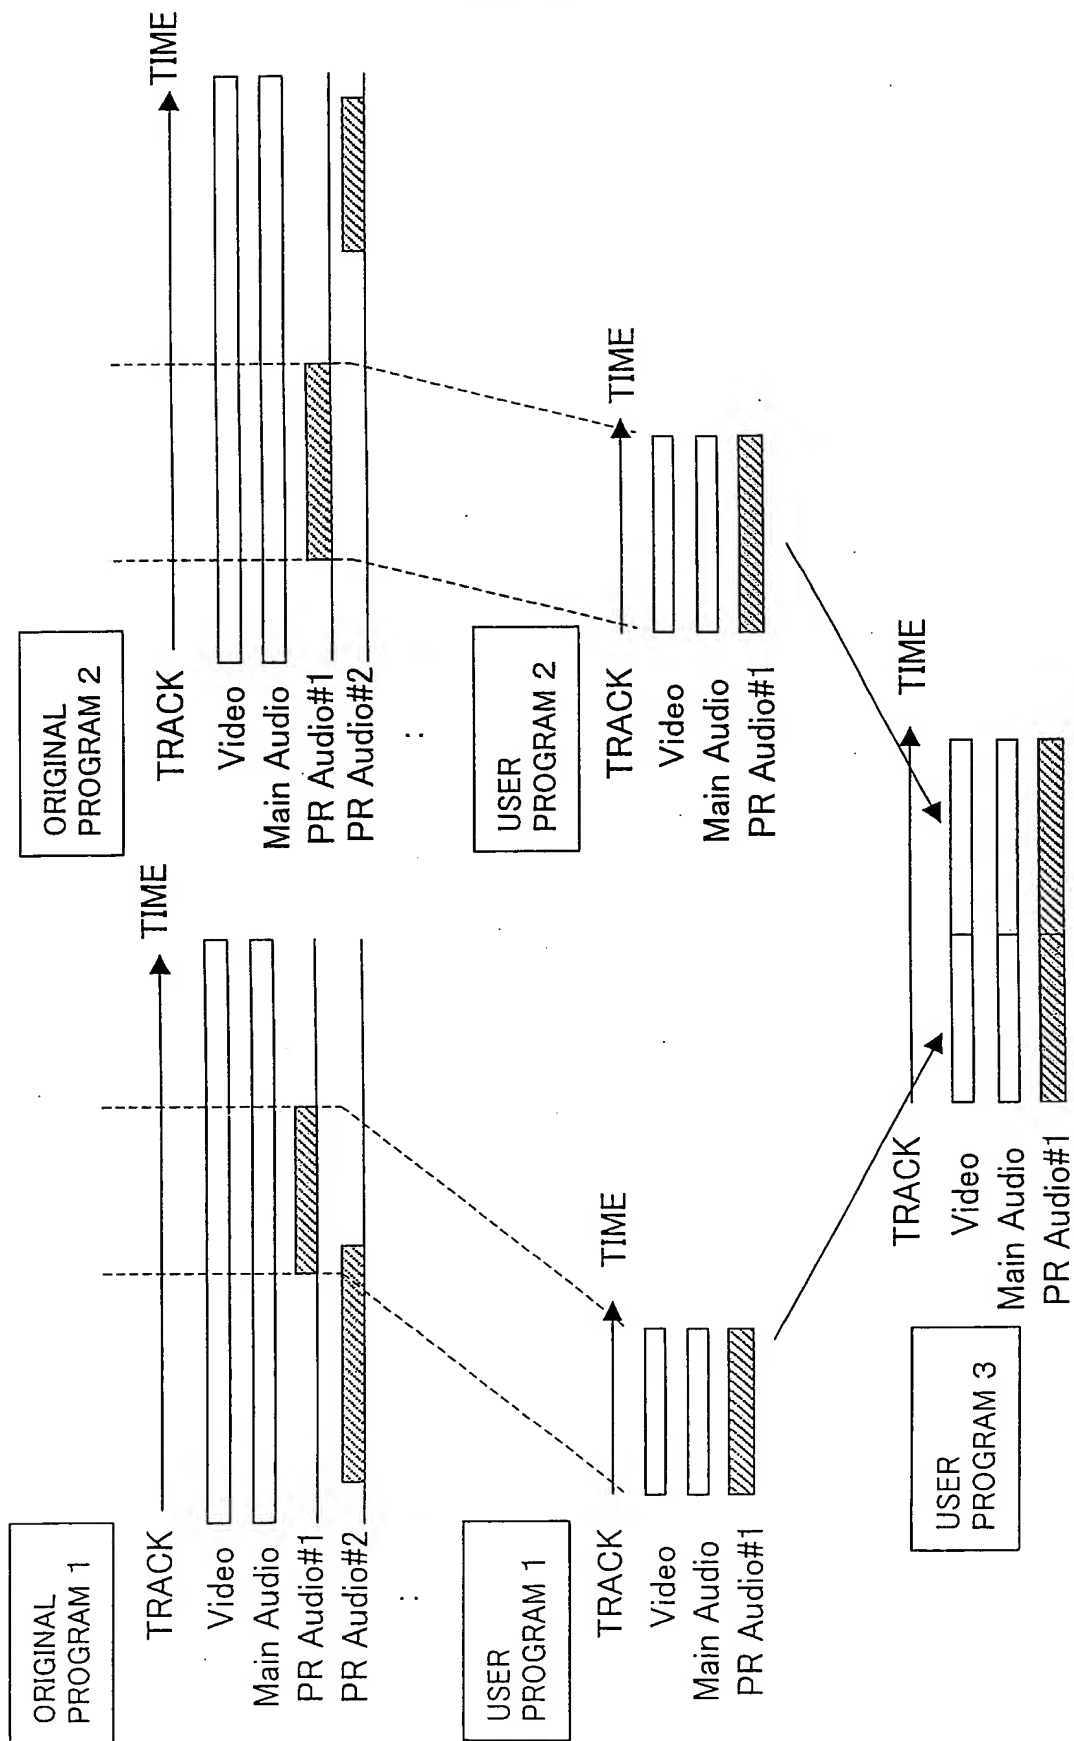 ORIGINAL
PROGRAM 1
TRACK
TIME
Video
Main Audio
PR Audio#1
PR Audio#2
:
ORIGINAL
PROGRAM 2
TRACK
TIME
Video
Main Audio
PR Audio#1
PR Audio#2
:
USER
PROGRAM 1
TRACK
TIME
Video
Main Audio
PR Audio#1
USER
PROGRAM 2
TRACK
TIME
Video
Main Audio
PR Audio#1
USER
PROGRAM 3
TRACK
TIME
Video
Main Audio
PR Audio#1